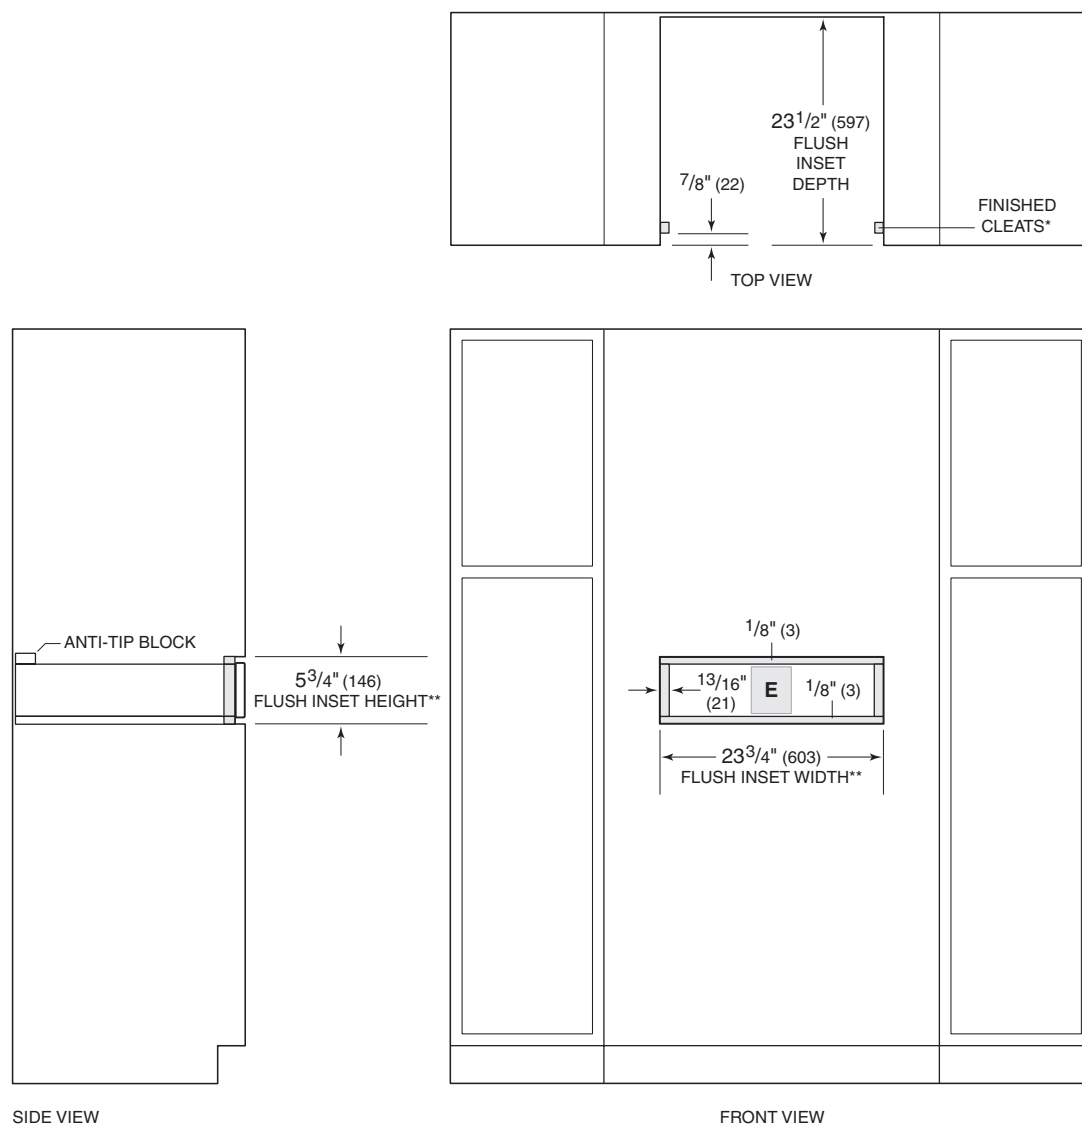 23 1/2" (597)
FLUSH
INSET
DEPTH
7/8" (22)
FINISHED
CLEATS*
TOP VIEW
ANTI-TIP BLOCK
5 3/4" (146)
FLUSH INSET HEIGHT**
1/8" (3)
13/16"
(21)
E
1/8" (3)
23 3/4" (603)
FLUSH INSET WIDTH**
SIDE VIEW
FRONT VIEW